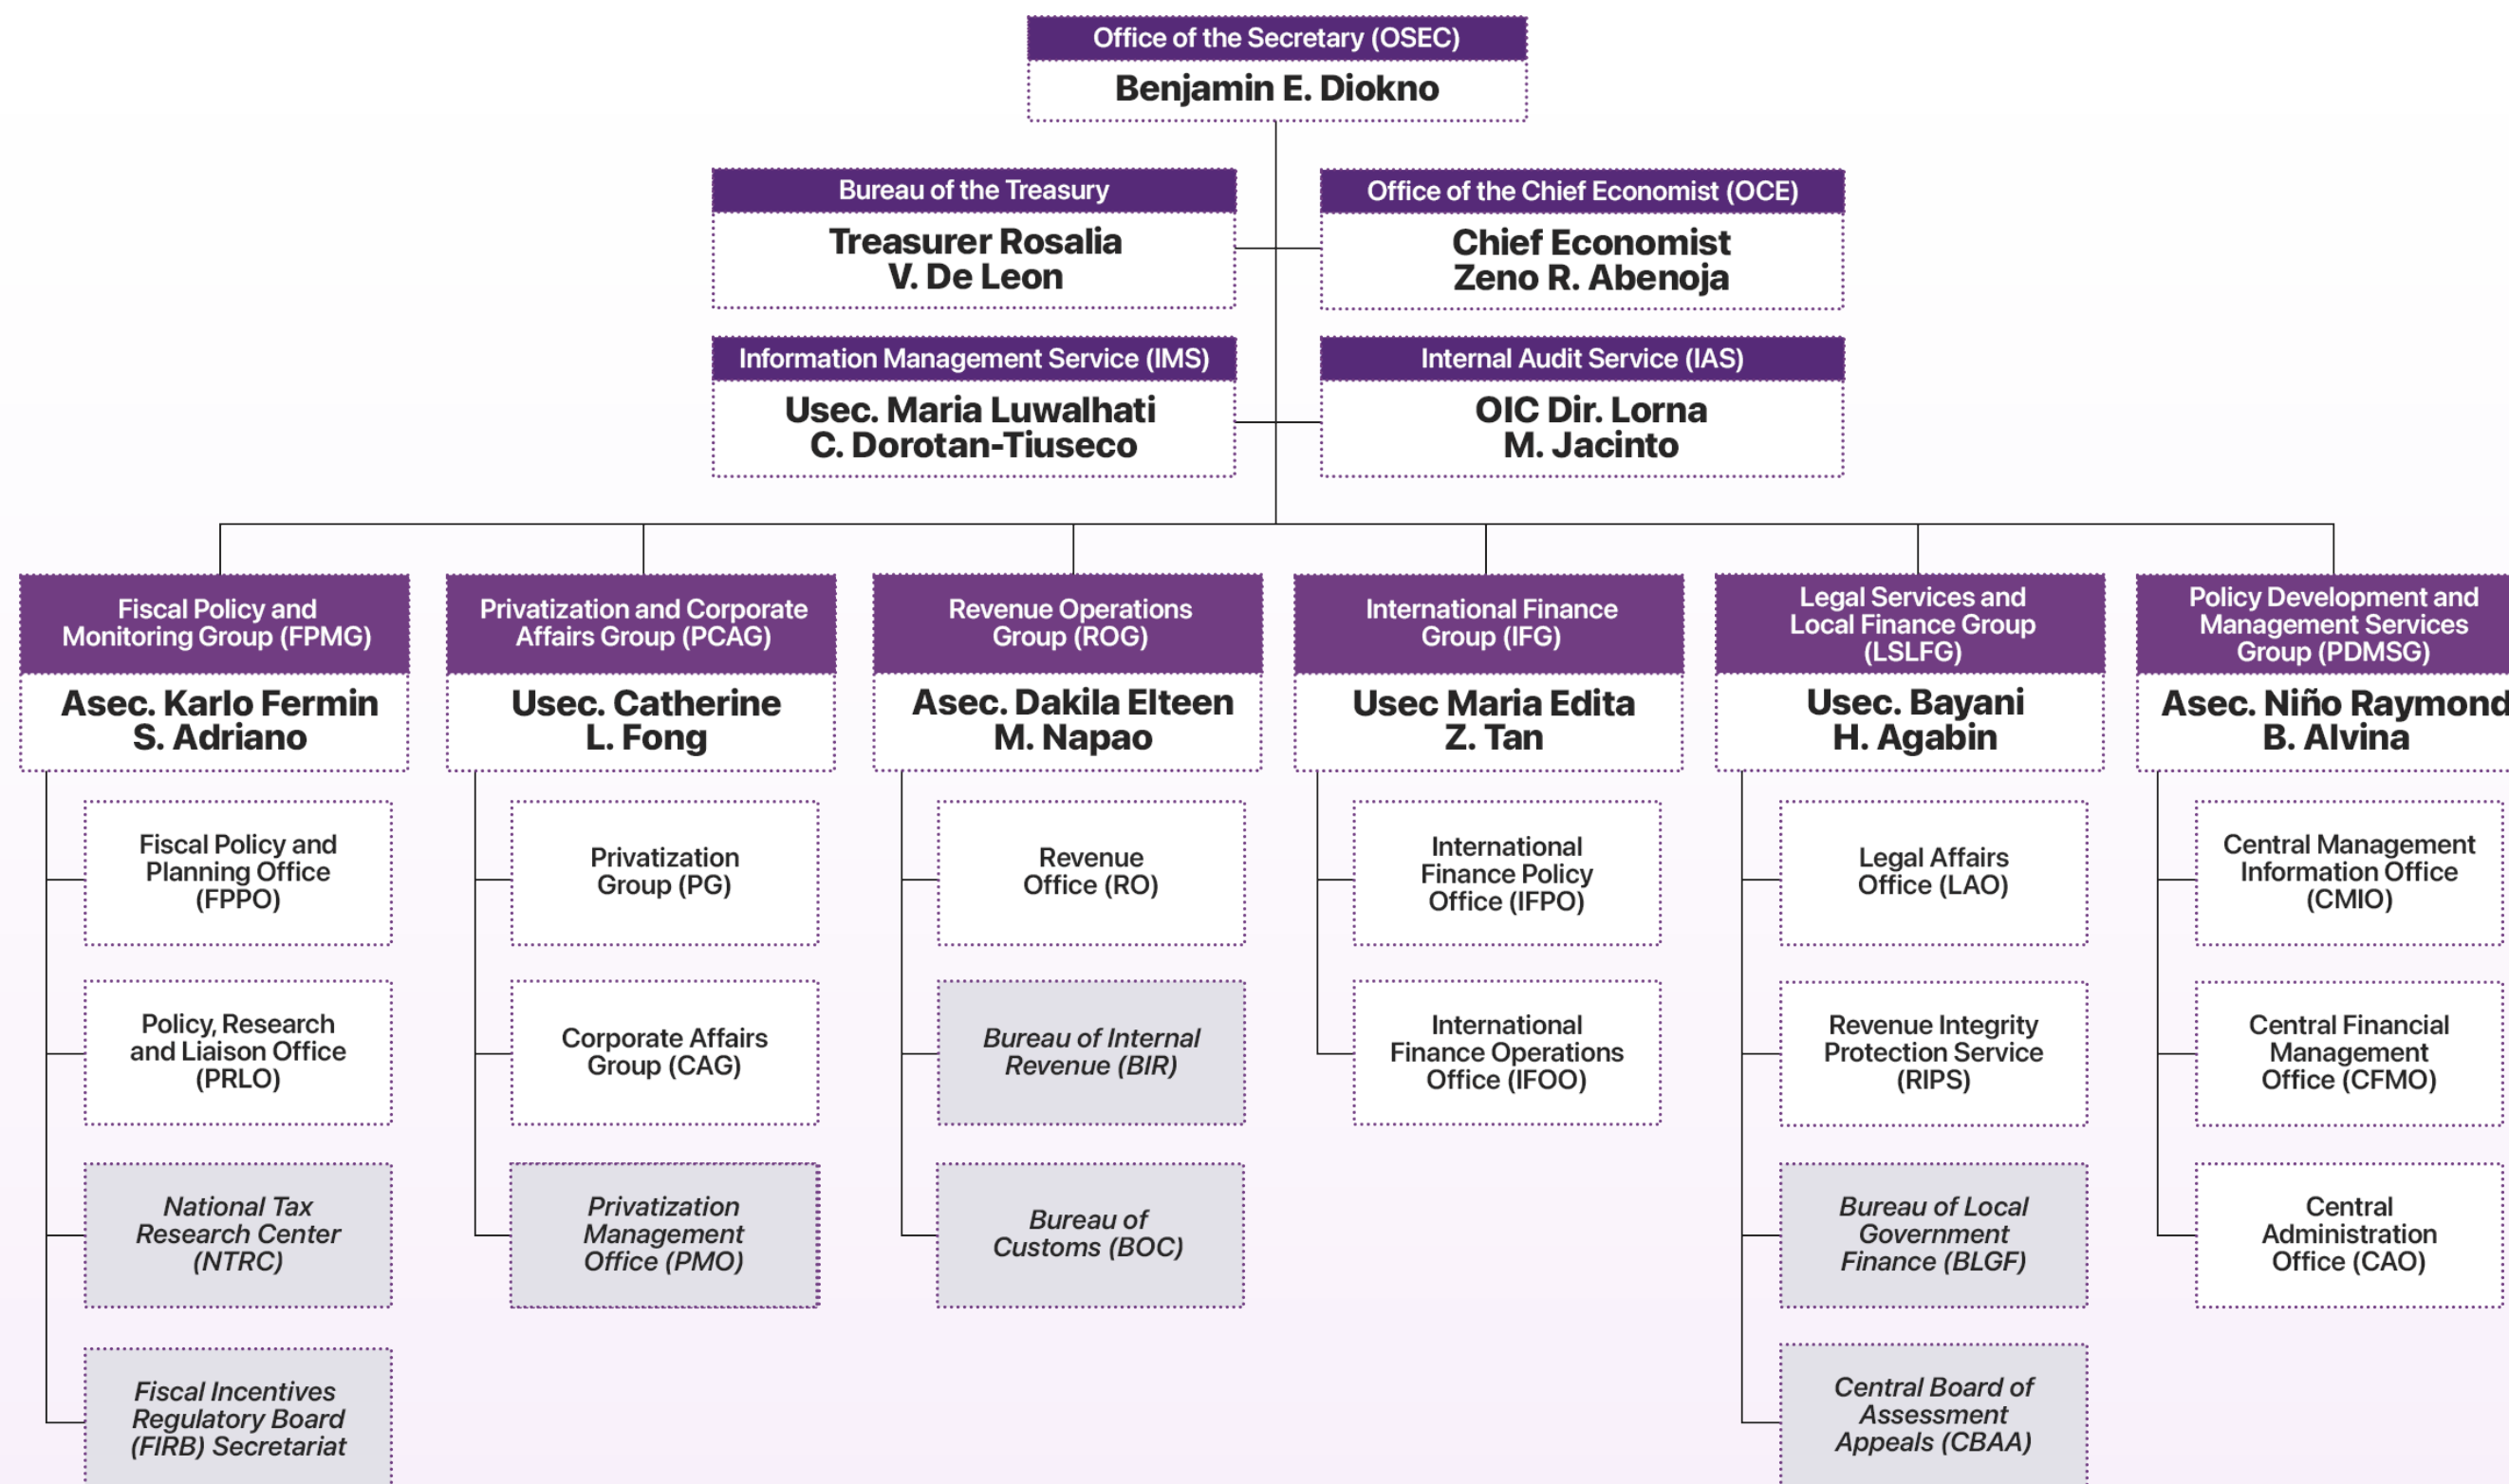 Office of the Secretary (OSEC)
Benjamin E. Diokno
Bureau of the Treasury
Treasurer Rosalia
V. De Leon
Office of the Chief Economist (OCE)
Chief Economist
Zeno R. Abenoja
Information Management Service (IMS)
Usec. Maria Luwalhati
C. Dorotan-Tiuseco
Internal Audit Service (IAS)
OIC Dir. Lorna
M. Jacinto
Fiscal Policy and
Monitoring Group (FPMG)
Asec. Karlo Fermin
S. Adriano
Fiscal Policy and
Planning Office
(FPPO)
Policy, Research
and Liaison Office
(PRLO)
National Tax
Research Center
(NTRC)
Fiscal Incentives
Regulatory Board
(FIRB) Secretariat
Privatization and Corporate
Affairs Group (PCAG)
Usec. Catherine
L. Fong
Privatization
Group (PG)
Corporate Affairs
Group (CAG)
Privatization
Management
Office (PMO)
Revenue Operations
Group (ROG)
Asec. Dakila Elteen
M. Napao
Revenue
Office (RO)
Bureau of Internal
Revenue (BIR)
Bureau of
Customs (BOC)
International Finance
Group (IFG)
Usec Maria Edita
Z. Tan
International
Finance Policy
Office (IFPO)
International
Finance Operations
Office (IFOO)
Legal Services and
Local Finance Group
(LSLFG)
Usec. Bayani
H. Agabin
Legal Affairs
Office (LAO)
Revenue Integrity
Protection Service
(RIPS)
Bureau of Local
Government
Finance (BLGF)
Central Board of
Assessment
Appeals (CBAA)
Policy Development and
Management Services
Group (PDMSG)
Asec. Niño Raymond
B. Alvina
Central Management
Information Office
(CMIO)
Central Financial
Management
Office (CFMO)
Central
Administration
Office (CAO)